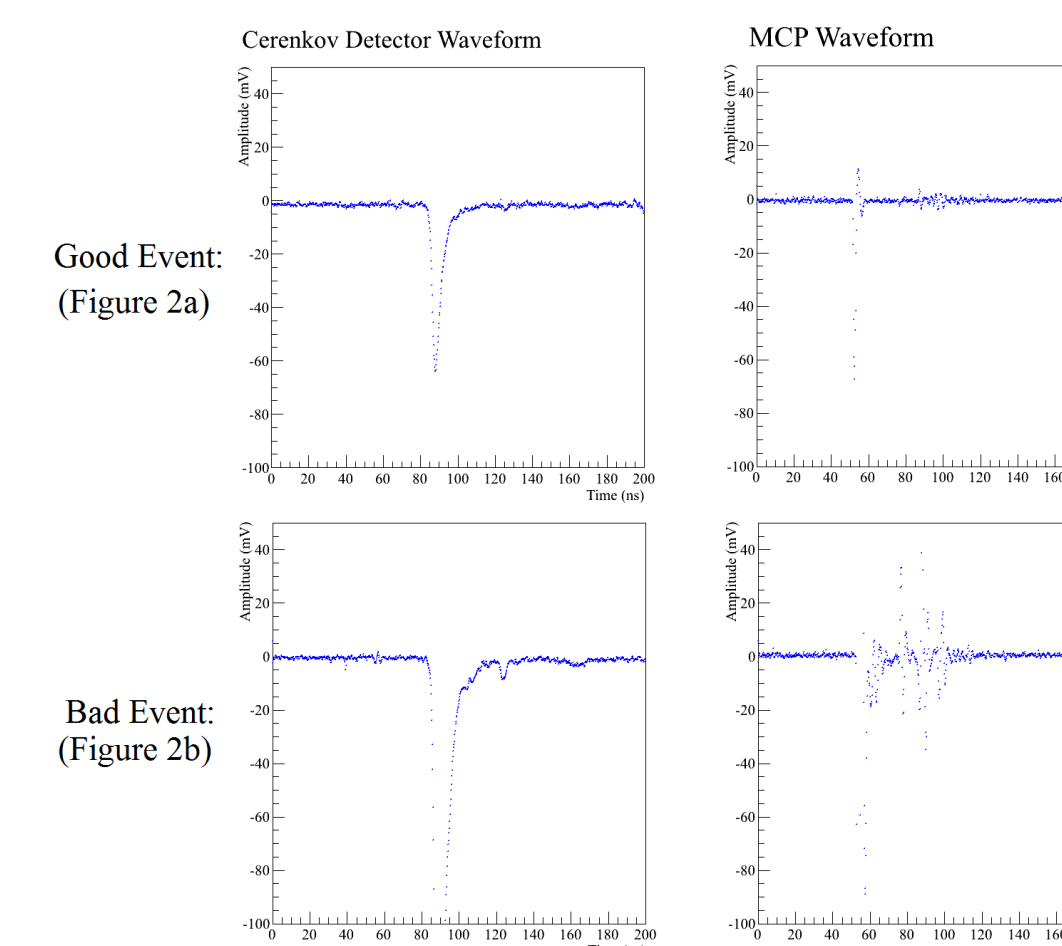 Cerenkov Detector Waveform
MCP Waveform
Good Event:
(Figure 2a)
Amplitude (mV)
40
20
0
-20
-40
-60
-80
-100
0 20 40 60 80 100 120 140 160 180 200
Time (ns)
Amplitude (mV)
40
20
0
-20
-40
-60
-80
-100
0 20 40 60 80 100 120 140
Bad Event:
(Figure 2b)
Amplitude (mV)
40
20
0
-20
-40
-60
-80
-100
0 20 40 60 80 100 120 140 160 180 200
Amplitude (mV)
40
20
0
-20
-40
-60
-80
-100
0 20 40 60 80 100 120 140